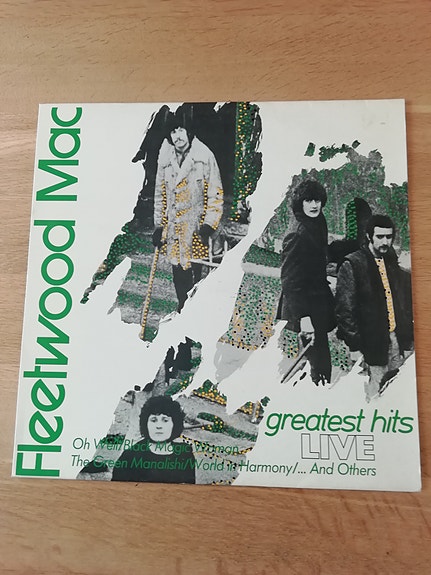 Fleetwood Mac
greatest hits
LIVE
Oh Well/Black Magic Woman
The Green Manalishi/World in Harmony/... And Others